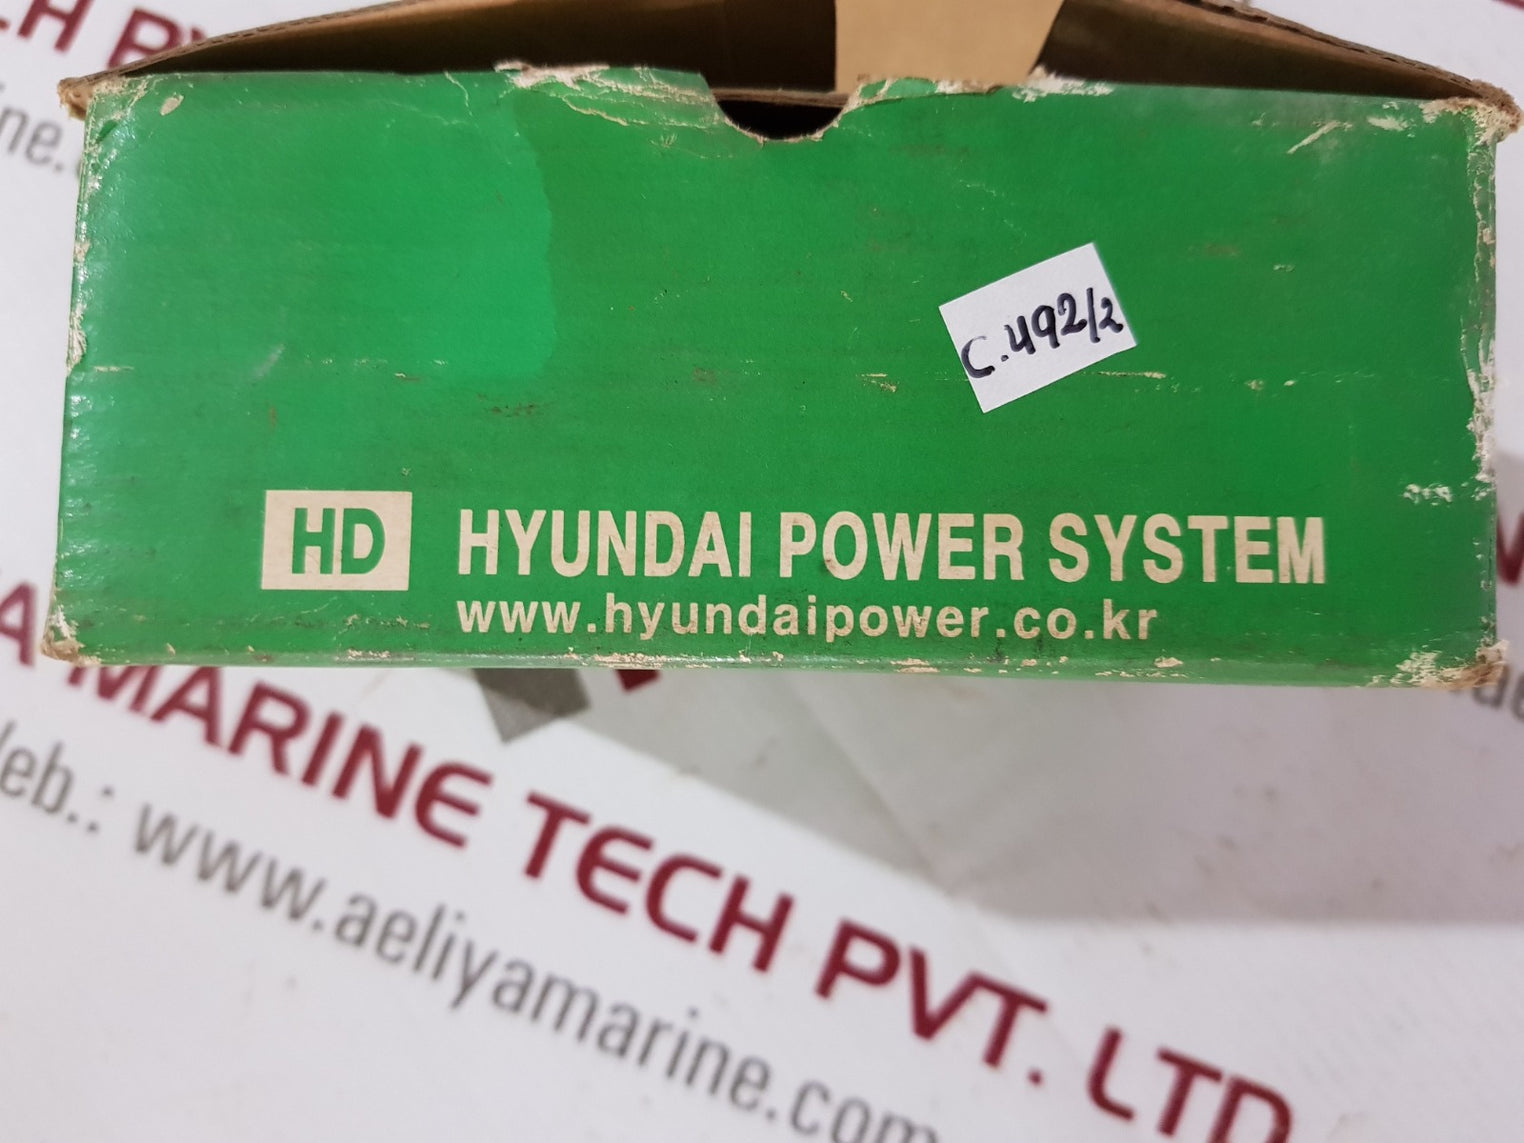 C.492/2
HD HYUNDAI POWER SYSTEM
www.hyundaipower.co.kr
MARINE TECH PVT. LTD
www.aeliyamarine.com